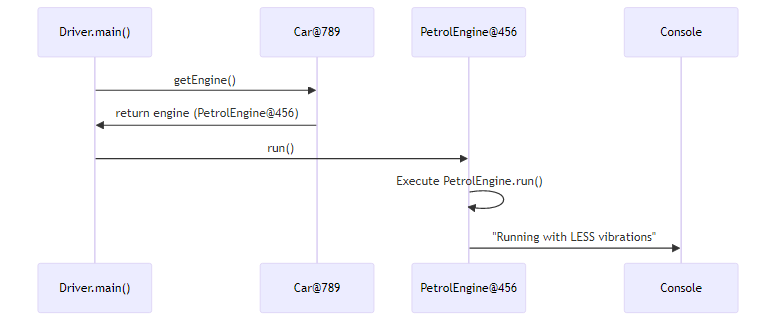 Driver.main()
Car@789
PetrolEngine@456
Console
getEngine()
return engine (PetrolEngine@456)
run()
Execute PetrolEngine.run()
"Running with LESS vibrations"
Driver.main()
Car@789
PetrolEngine@456
Console